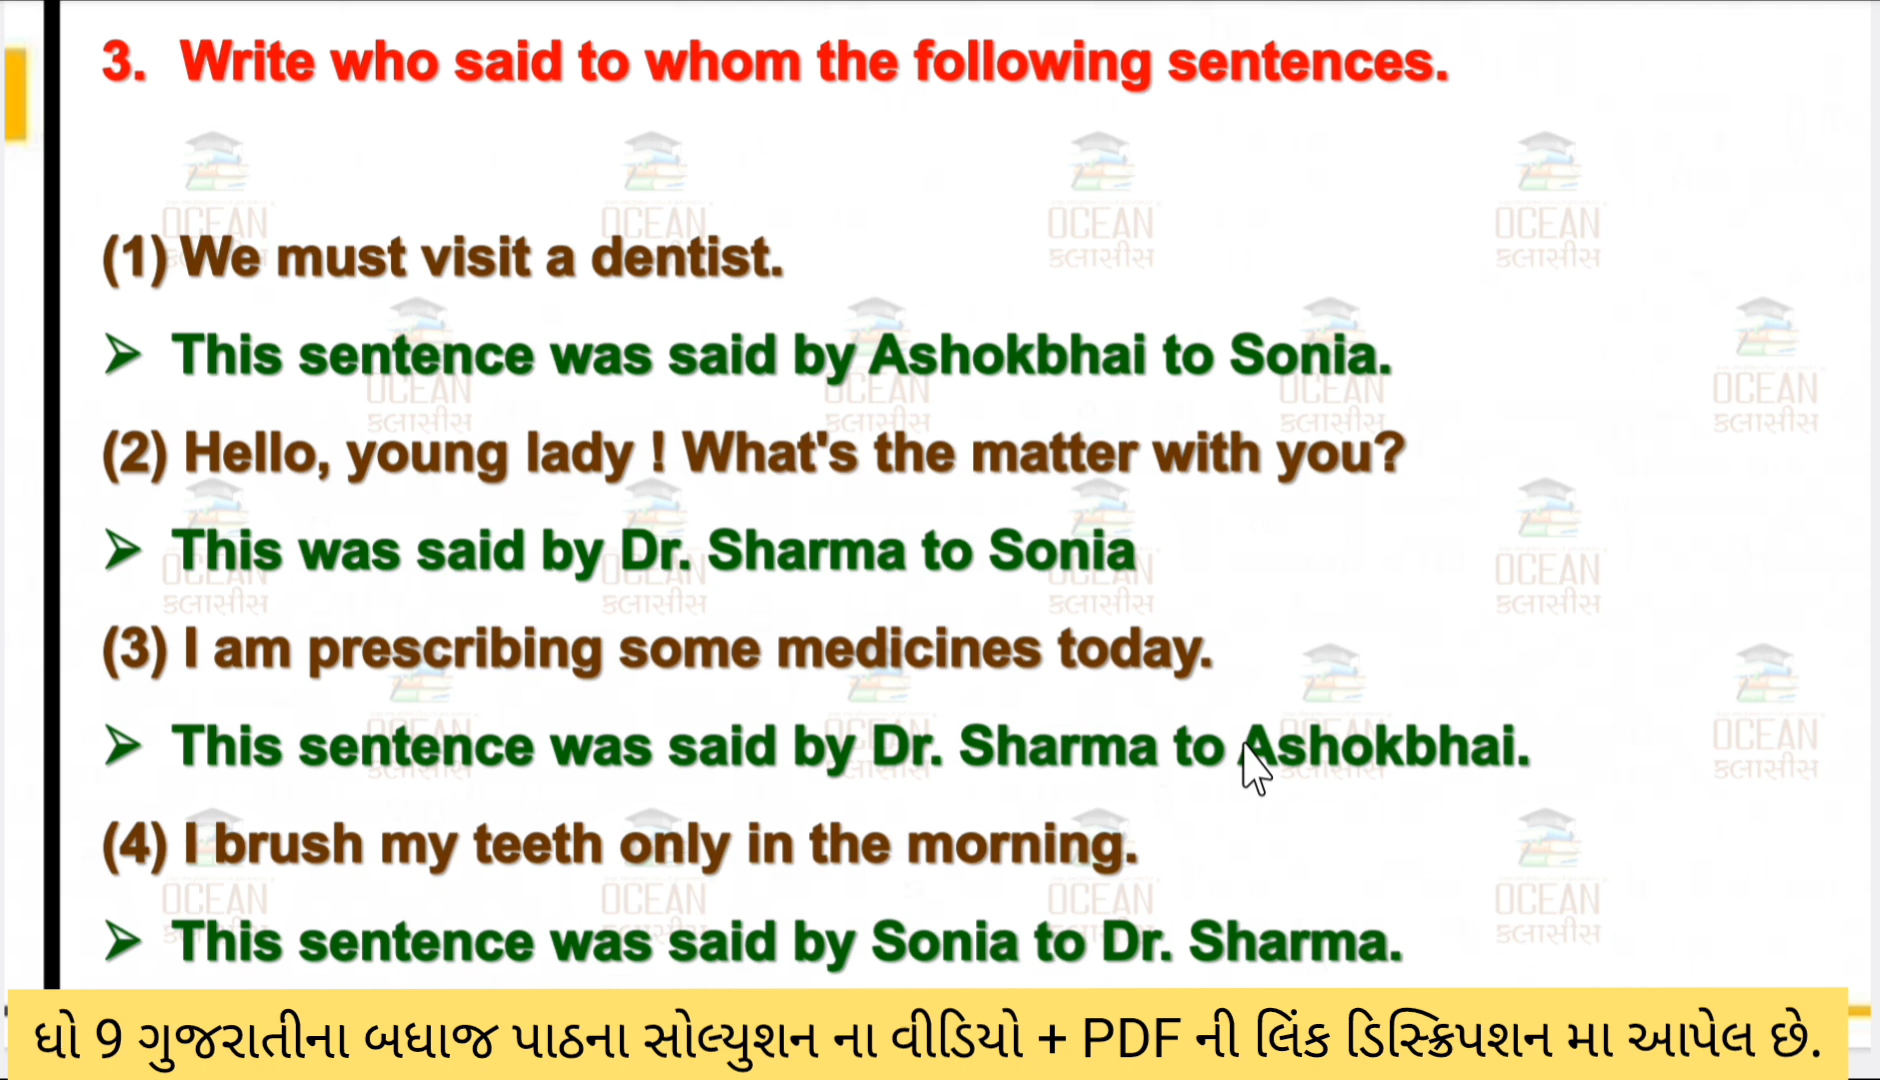 3. Write who said to whom the following sentences.
(1) We must visit a dentist.
➢ This sentence was said by Ashokbhai to Sonia.
(2) Hello, young lady ! What's the matter with you?
➢ This was said by Dr. Sharma to Sonia
(3) I am prescribing some medicines today.
➢ This sentence was said by Dr. Sharma to Ashokbhai.
(4) I brush my teeth only in the morning.
➢ This sentence was said by Sonia to Dr. Sharma.
ધો 9 ગુજરાતીના બધાજ પાઠના સોલ્યુશન ના વીડિયો + PDF ની લિંક ડિસ્ક્રિપશન મા આપેલ છે.
OCEAN
ક્લાસીસ